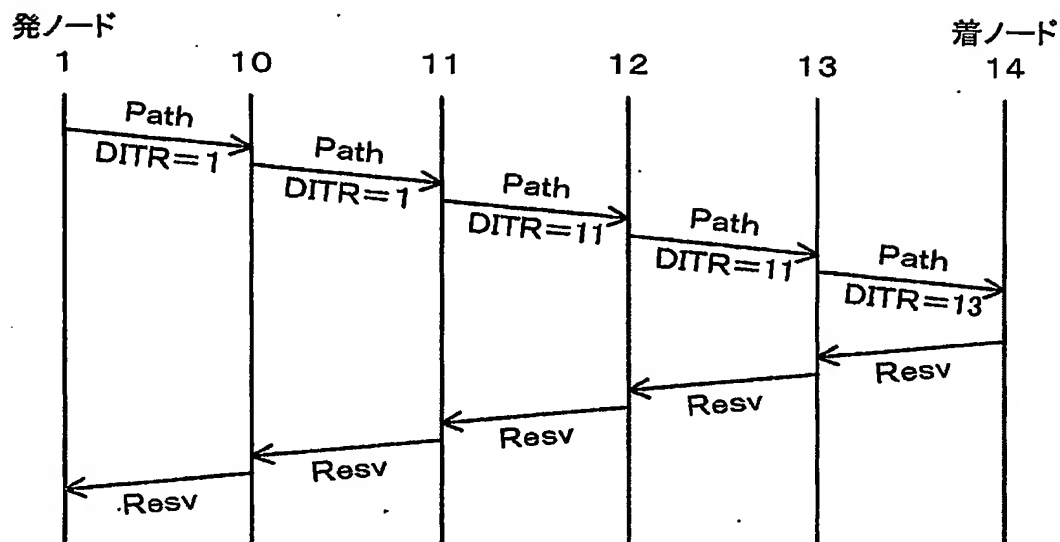 発ノード
着ノード
1 10 11 12 13 14
Path
DITR=1
Path
DITR=1
Path
DITR=11
Path
DITR=11
Path
DITR=13
Resv
Resv
Resv
Resv
Resv